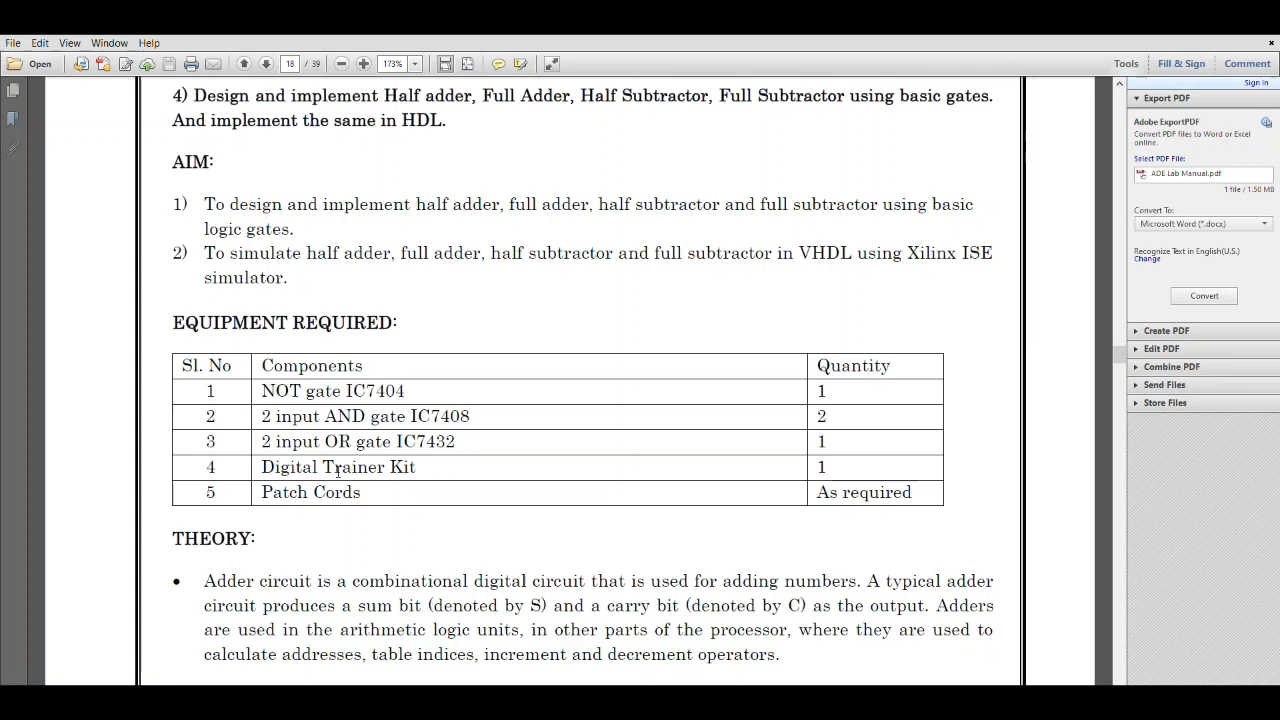 File Edit View Window Help
Open 18 / 39 173% Tools Fill & Sign Comment
Sign In
4) Design and implement Half adder, Full Adder, Half Subtractor, Full Subtractor using basic gates.
And implement the same in HDL.
AIM:
1) To design and implement half adder, full adder, half subtractor and full subtractor using basic
logic gates.
2) To simulate half adder, full adder, half subtractor and full subtractor in VHDL using Xilinx ISE
simulator.
EQUIPMENT REQUIRED:
Sl. No Components Quantity
1 NOT gate IC7404 1
2 2 input AND gate IC7408 2
3 2 input OR gate IC7432 1
4 Digital Trainer Kit 1
5 Patch Cords As required
THEORY:
• Adder circuit is a combinational digital circuit that is used for adding numbers. A typical adder
circuit produces a sum bit (denoted by S) and a carry bit (denoted by C) as the output. Adders
are used in the arithmetic logic units, in other parts of the processor, where they are used to
calculate addresses, table indices, increment and decrement operators.
Export PDF
Adobe ExportPDF
Convert PDF files to Word or Excel
online.
Select PDF File:
ADE Lab Manual.pdf
1 file / 1.50 MB
Convert To:
Microsoft Word (*.docx)
Recognize Text in English(U.S.)
Change
Convert
Create PDF
Edit PDF
Combine PDF
Send Files
Store Files